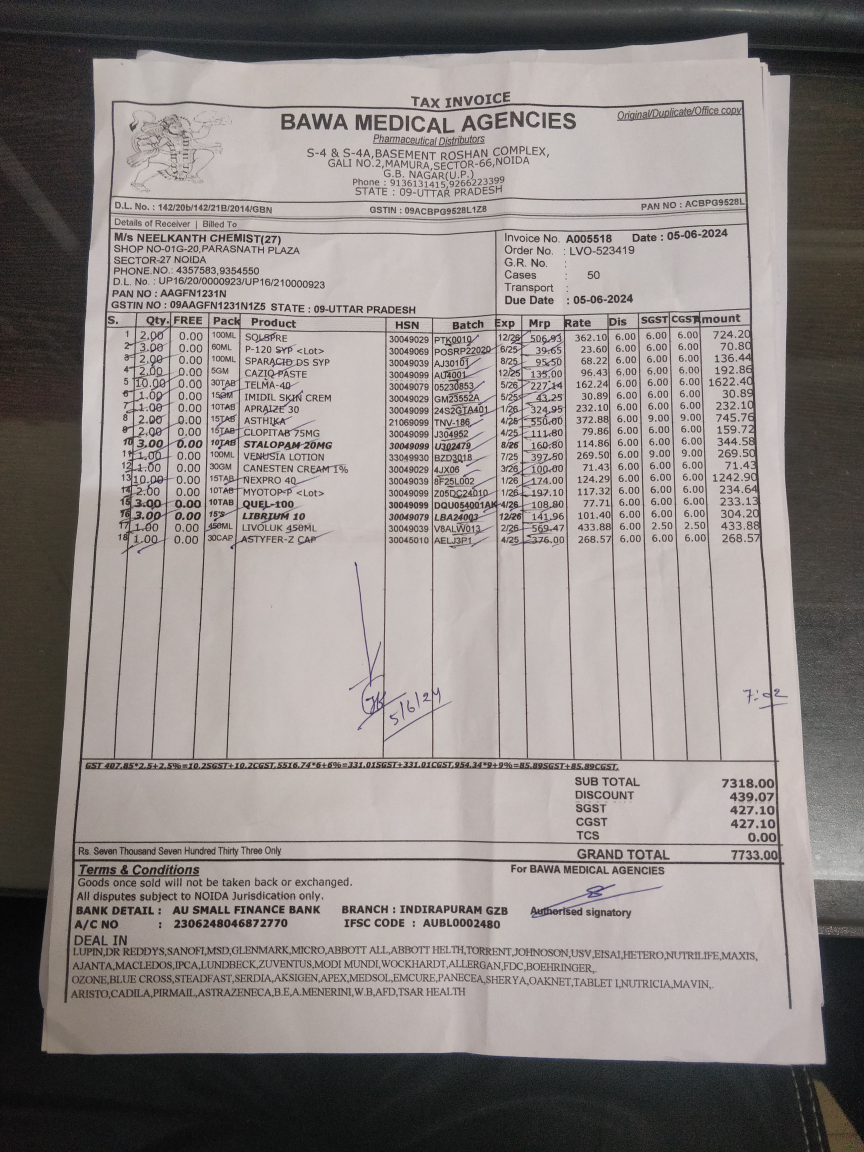 TAX INVOICE
Original/Duplicate/Office copy
BAWA MEDICAL AGENCIES
Pharmaceutical Distributors
S-4 & S-4A,BASEMENT ROSHAN COMPLEX,
GALI NO.2,MAMURA,SECTOR-66,NOIDA
G.B. NAGAR(U.P.)
Phone : 9136131415,9266223399
STATE : 09-UTTAR PRADESH
D.L. No. : 142/20b/142/21B/2014/GBN GSTIN : 09ACBPG9528L1Z8 PAN NO : ACBPG9528L
Details of Receiver | Billed To
M/s NEELKANTH CHEMIST(27)
SHOP NO-01G-20,PARASNATH PLAZA
SECTOR-27 NOIDA
PHONE.NO.: 4357583,9354550
D.L. No : UP16/20/0000923/UP16/210000923
PAN NO : AAGFN1231N
GSTIN NO : 09AAGFN1231N1Z5 STATE : 09-UTTAR PRADESH
Invoice No. A005518 Date : 05-06-2024
Order No. : LVO-523419
G.R. No. :
Cases : 50
Transport :
Due Date : 05-06-2024
S. Qty. FREE Pack Product HSN Batch Exp Mrp Rate Dis SGST CGST Amount
1 2.00 0.00 100ML SOLSPRE 30049029 PTK0010 12/26 506.93 362.10 6.00 6.00 6.00 724.20
2 3.00 0.00 60ML P-120 SYP <Lot> 30049069 POSRP22020 6/25 39.65 23.60 6.00 6.00 6.00 70.80
3 2.00 0.00 100ML SPARACID DS SYP 30049039 AJ30101 8/25 95.50 68.22 6.00 6.00 6.00 136.44
4 2.00 0.00 5GM CAZIQ PASTE 30049099 AU4001 12/25 135.00 96.43 6.00 6.00 6.00 192.86
5 10.00 0.00 30TAB TELMA-40 30049079 05230853 5/26 227.14 162.24 6.00 6.00 6.00 1622.40
6 1.00 0.00 15GM IMIDIL SKIN CREM 30049029 GM23552A 5/25 43.25 30.89 6.00 6.00 6.00 30.89
7 1.00 0.00 10TAB APRAIZE 30 30049099 24S2GTA401 1/26 324.95 232.10 6.00 6.00 6.00 232.10
8 2.00 0.00 15TAB ASTHIKA 21069099 TNV-186 4/25 550.00 372.88 6.00 9.00 9.00 745.76
9 2.00 0.00 15TAB CLOPITAB 75MG 30049099 J304952 4/25 111.80 79.86 6.00 6.00 6.00 159.72
10 3.00 0.00 10TAB STALOPAM 20MG 30049099 U302479 8/26 160.80 114.86 6.00 6.00 6.00 344.58
11 1.00 0.00 100ML VENUSIA LOTION 30049930 BZD3018 7/25 397.50 269.50 6.00 9.00 9.00 269.50
12 1.00 0.00 30GM CANESTEN CREAM 1% 30049029 4JX06 3/26 100.00 71.43 6.00 6.00 6.00 71.43
13 10.00 0.00 15TAB NEXPRO 40 30049039 8F25L002 1/26 174.00 124.29 6.00 6.00 6.00 1242.90
14 2.00 0.00 10TAB MYOTOP-P <Lot> 30049099 Z05DC24010 1/26 197.10 117.32 6.00 6.00 6.00 234.64
15 3.00 0.00 10TAB QUEL-100 30049099 DQU054001AK 4/26 108.80 77.71 6.00 6.00 6.00 233.13
16 3.00 0.00 15'S LIBRIUM 10 30049079 LBA24003 12/26 141.96 101.40 6.00 6.00 6.00 304.20
17 1.00 0.00 450ML LIVOLUK 450ML 30049039 V8ALW013 2/26 569.47 433.88 6.00 2.50 2.50 433.88
18 1.00 0.00 30CAP ASTYFER-Z CAP 30045010 AELJ3P1 4/25 376.00 268.57 6.00 6.00 6.00 268.57
5/6/24
GST 407.85*2.5+2.5%=10.2SGST+10.2CGST,5516.74*6+6%=331.01SGST+331.01CGST,954.34*9+9%=85.89SGST+85.89CGST,
SUB TOTAL 7318.00
DISCOUNT 439.07
SGST 427.10
CGST 427.10
TCS 0.00
Rs. Seven Thousand Seven Hundred Thirty Three Only
GRAND TOTAL 7733.00
Terms & Conditions
Goods once sold will not be taken back or exchanged.
All disputes subject to NOIDA Jurisdication only.
BANK DETAIL : AU SMALL FINANCE BANK BRANCH : INDIRAPURAM GZB
A/C NO : 2306248046872770 IFSC CODE : AUBL0002480
For BAWA MEDICAL AGENCIES
Authorised signatory
DEAL IN
LUPIN,DR REDDYS,SANOFI,MSD,GLENMARK,MICRO,ABBOTT ALL,ABBOTT HELTH,TORRENT,JOHNOSON,USV,EISAI,HETERO,NUTRILIFE,MAXIS,
AJANTA,MACLEDOS,IPCA,LUNDBECK,ZUVENTUS,MODI MUNDI,WOCKHARDT,ALLERGAN,FDC,BOEHRINGER,.
OZONE,BLUE CROSS,STEADFAST,SERDIA,AKSIGEN,APEX,MEDSOL,EMCURE,PANECEA,SHERYA,OAKNET,TABLET I,NUTRICIA,MAVIN,.
ARISTO,CADILA,PIRMAIL,ASTRAZENECA,B.E,A.MENERINI,W.B,AFD,TSAR HEALTH